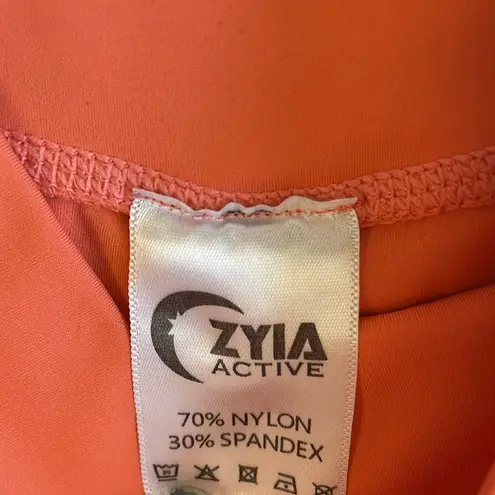 ZYIA
ACTIVE
70% NYLON
30% SPANDEX